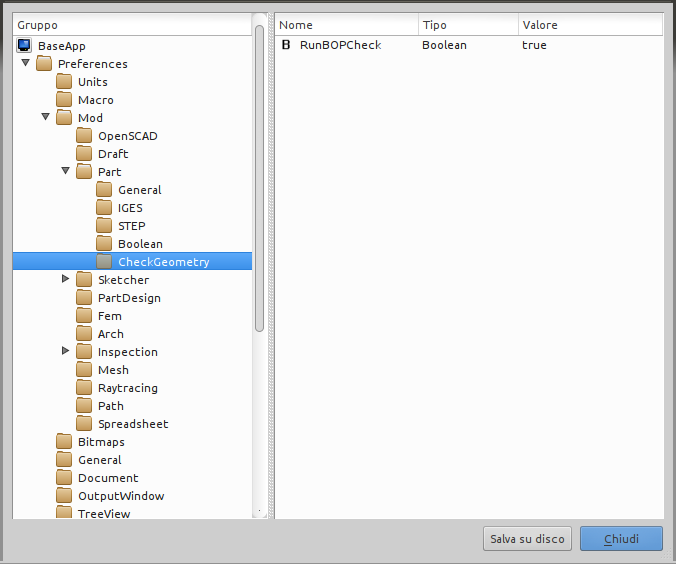 Gruppo
BaseApp
Preferences
Units
Macro
Mod
OpenSCAD
Draft
Part
General
IGES
STEP
Boolean
CheckGeometry
Sketcher
PartDesign
Fem
Arch
Inspection
Mesh
Raytracing
Path
Spreadsheet
Bitmaps
General
Document
OutputWindow
TreeView
Nome Tipo Valore
B RunBOPCheck Boolean true
Salva su disco Chiudi